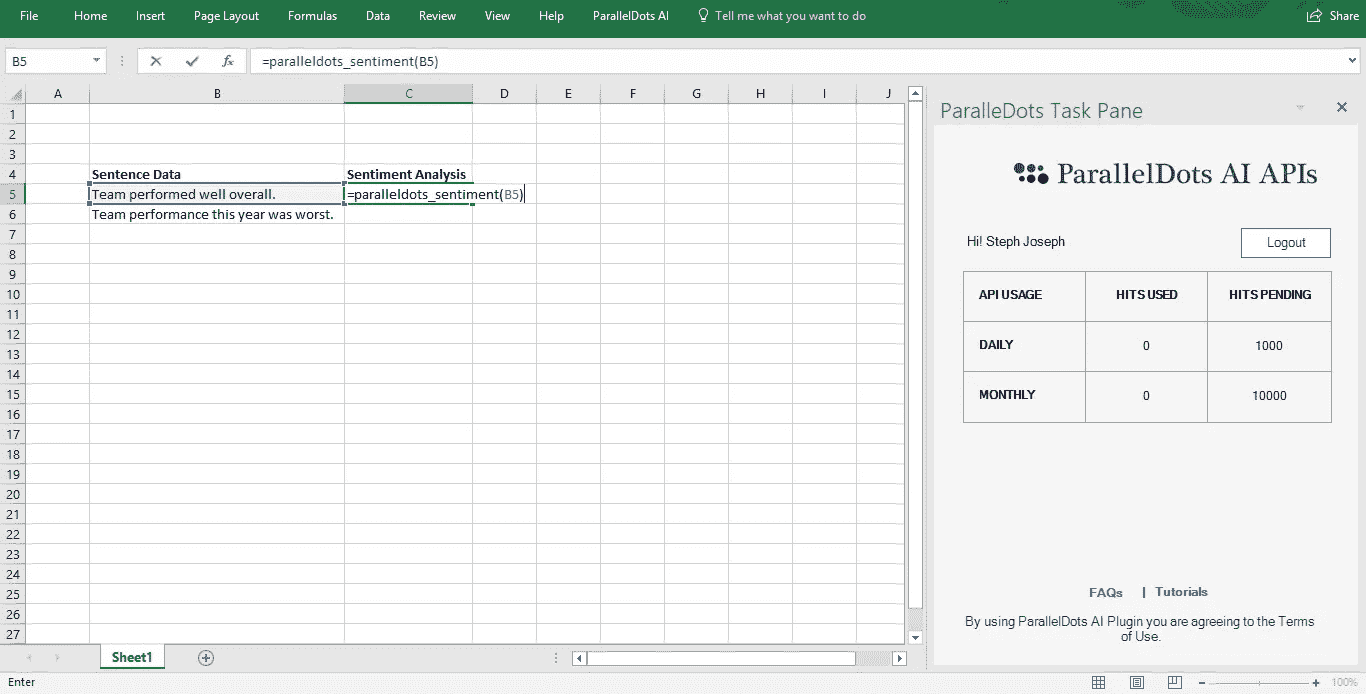 File Home Insert Page Layout Formulas Data Review View Help ParallelDots AI Tell me what you want to do Share
B5 fx =paralleldots_sentiment(B5)
A B C D E F G H I J
1
2
3
4 Sentence Data Sentiment Analysis
5 Team performed well overall. =paralleldots_sentiment(B5)
6 Team performance this year was worst.
7
8
9
10
11
12
13
14
15
16
17
18
19
20
21
22
23
24
25
26
27
Sheet1
Enter
100%
ParalleDots Task Pane
ParallelDots AI APIs
Hi! Steph Joseph Logout
API USAGE HITS USED HITS PENDING
DAILY 0 1000
MONTHLY 0 10000
FAQs | Tutorials
By using ParallelDots AI Plugin you are agreeing to the Terms
of Use.